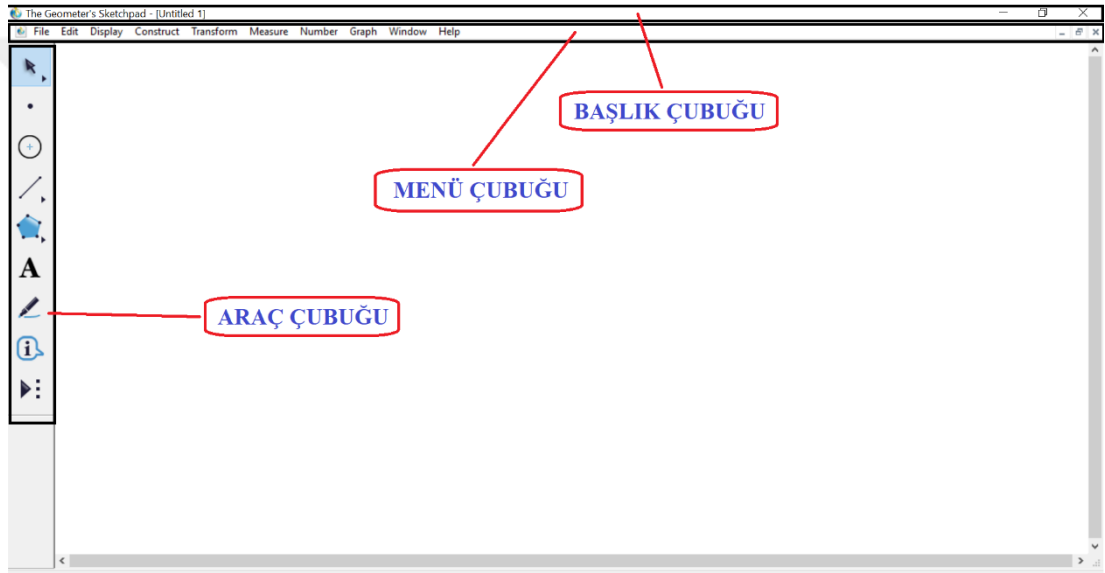 The Geometer's Sketchpad - [Untitled 1]
File Edit Display Construct Transform Measure Number Graph Window Help
BAŞLIK ÇUBUĞU
MENÜ ÇUBUĞU
A
ARAÇ ÇUBUĞU
i